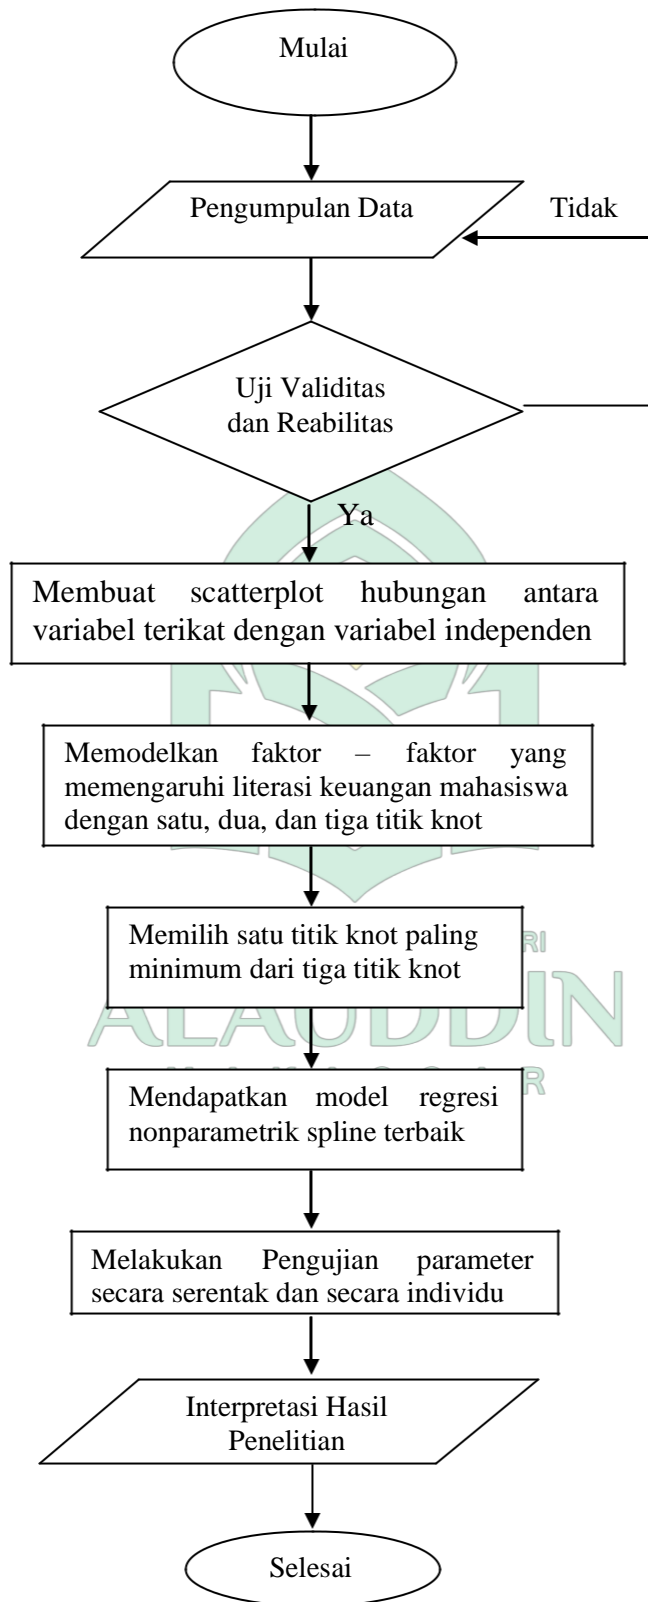 Mulai
Pengumpulan Data
Tidak
Uji Validitas
dan Reabilitas
Ya
Membuat scatterplot hubungan antara
variabel terikat dengan variabel independen
Memodelkan faktor – faktor yang
memengaruhi literasi keuangan mahasiswa
dengan satu, dua, dan tiga titik knot
Memilih satu titik knot paling
minimum dari tiga titik knot
RI
ALAUDDIN
Mendapatkan model regresi
nonparametrik spline terbaik
R
Melakukan Pengujian parameter
secara serentak dan secara individu
Interpretasi Hasil
Penelitian
Selesai